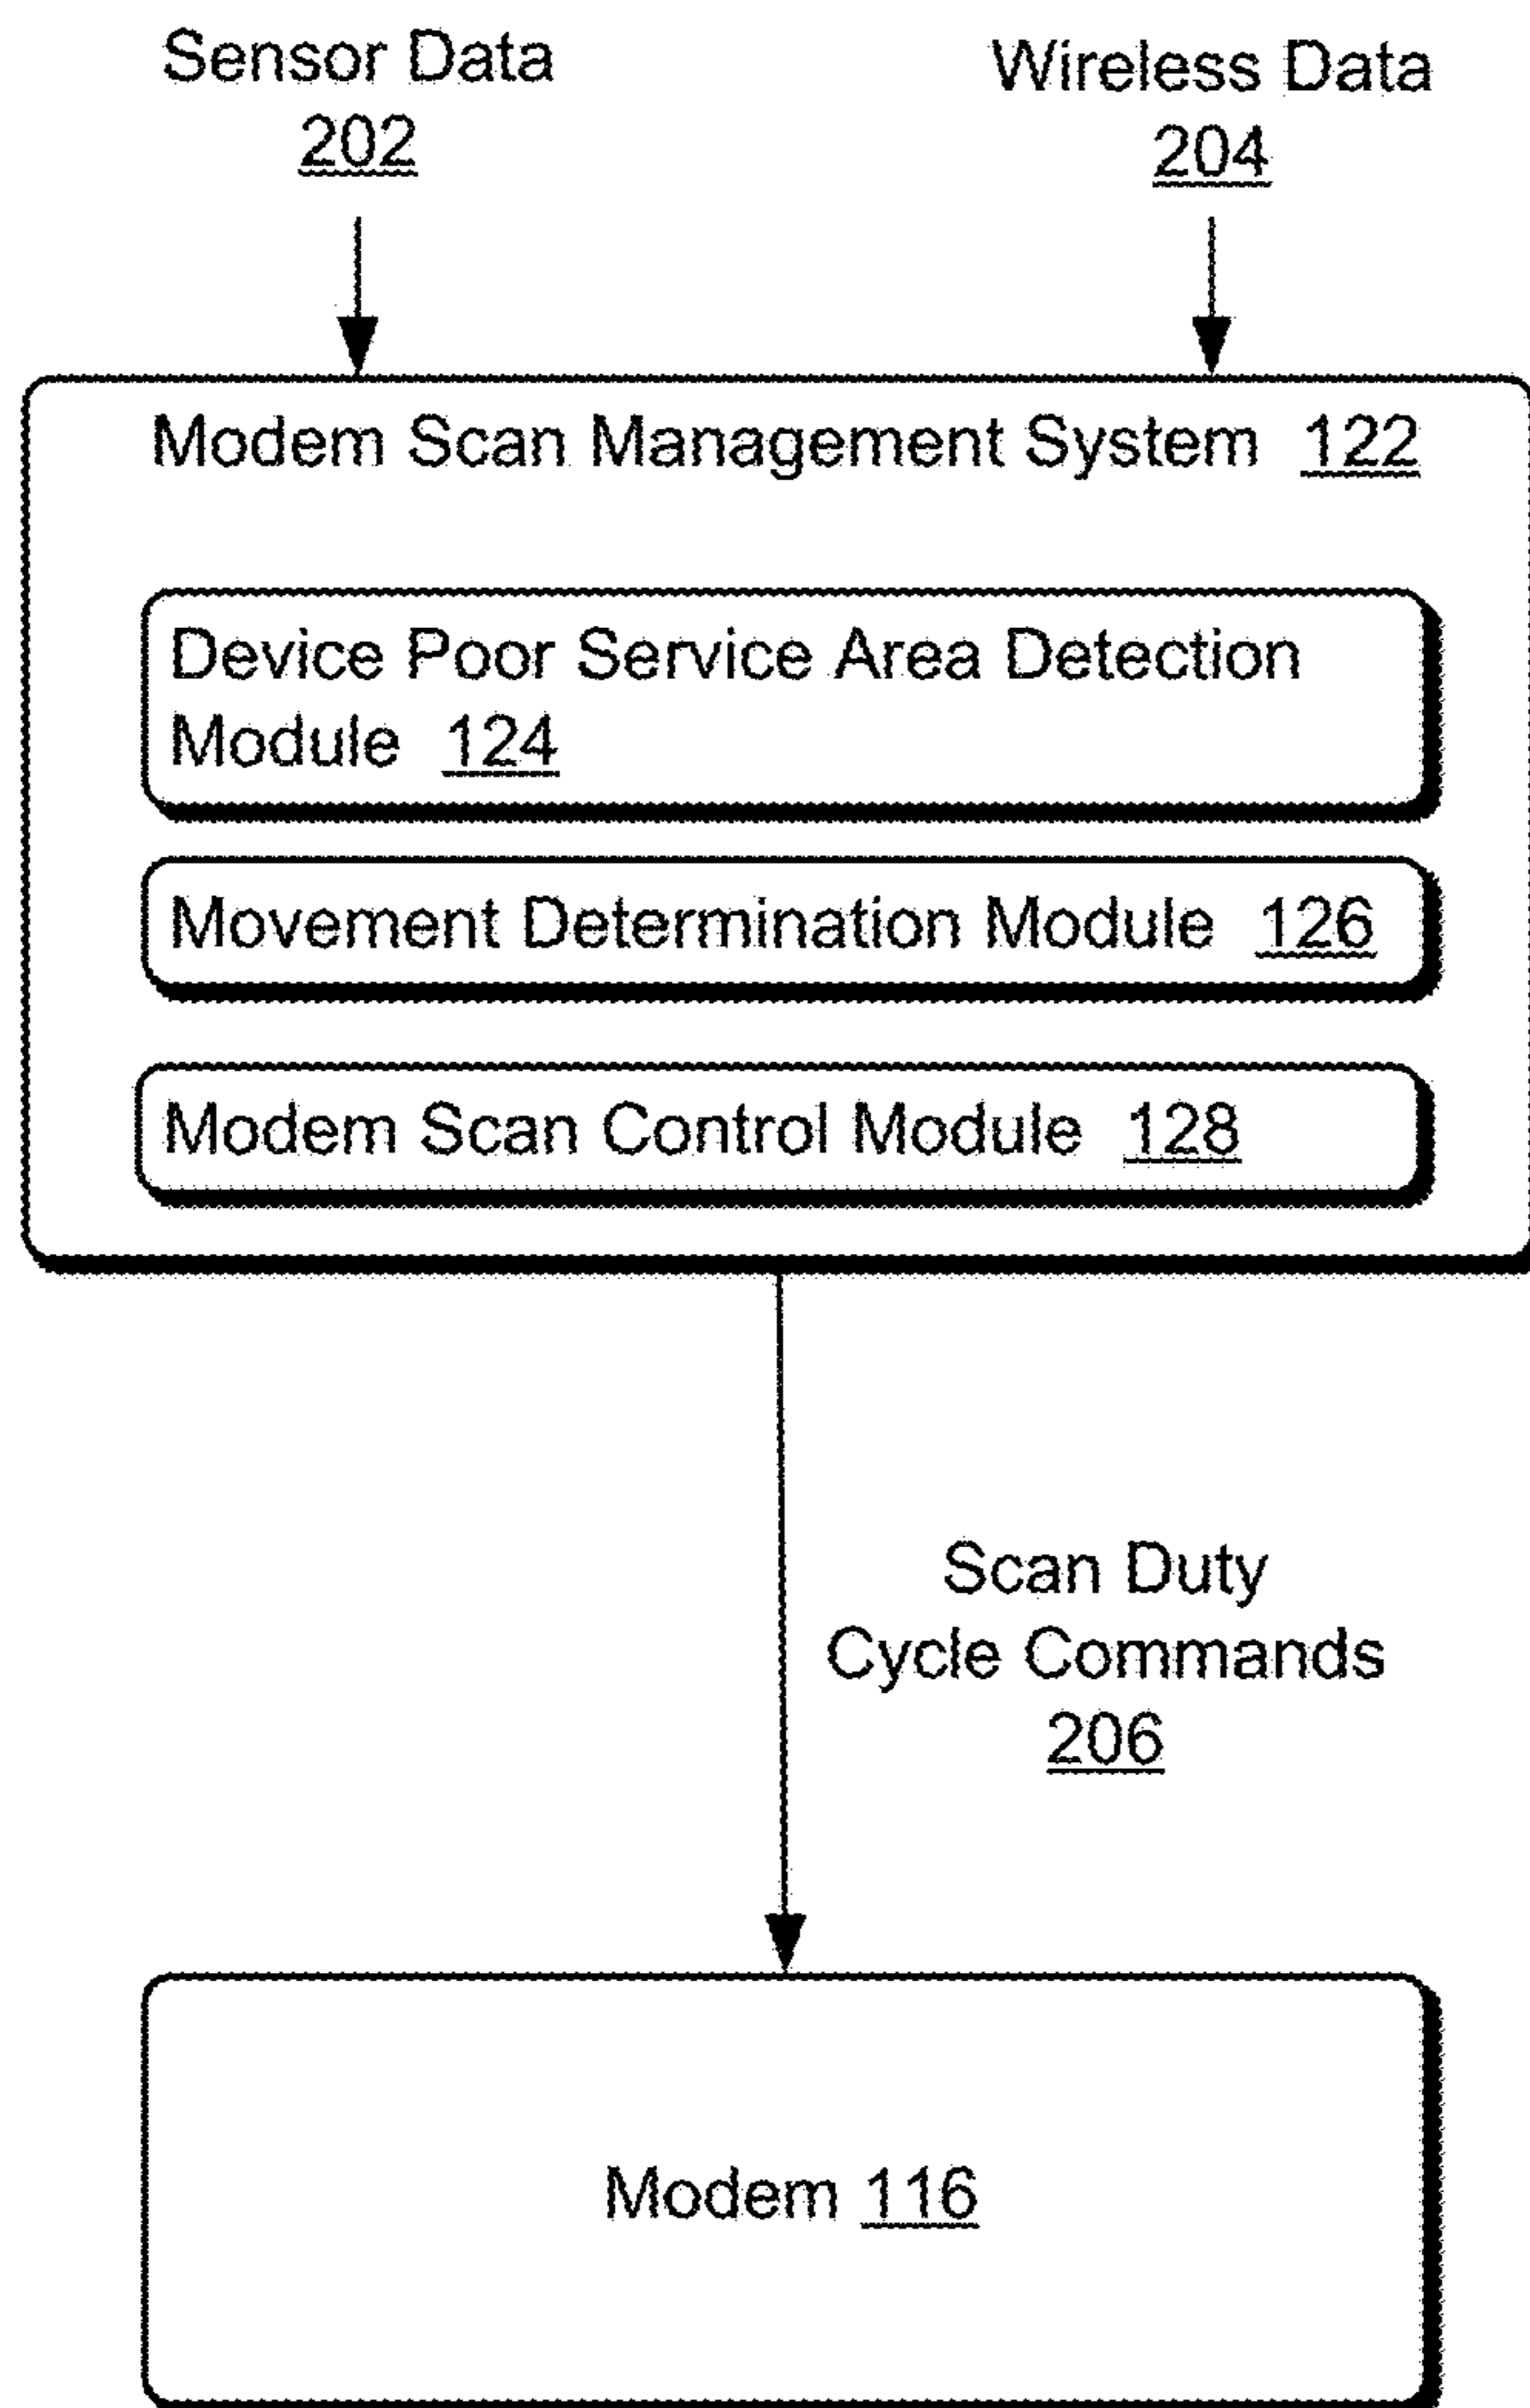 Sensor Data
202
Wireless Data
204
Modem Scan Management System 122
Device Poor Service Area Detection
Module 124
Movement Determination Module 126
Modem Scan Control Module 128
Scan Duty
Cycle Commands
206
Modem 116